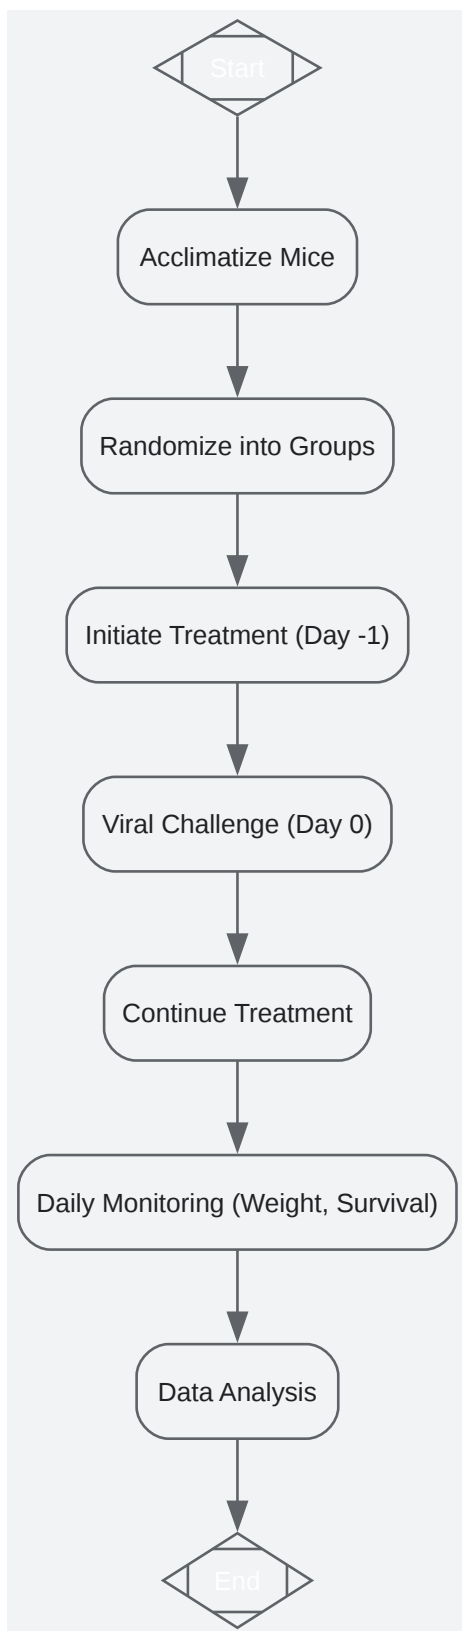 Start
Acclimatize Mice
Randomize into Groups
Initiate Treatment (Day -1)
Viral Challenge (Day 0)
Continue Treatment
Daily Monitoring (Weight, Survival)
Data Analysis
End